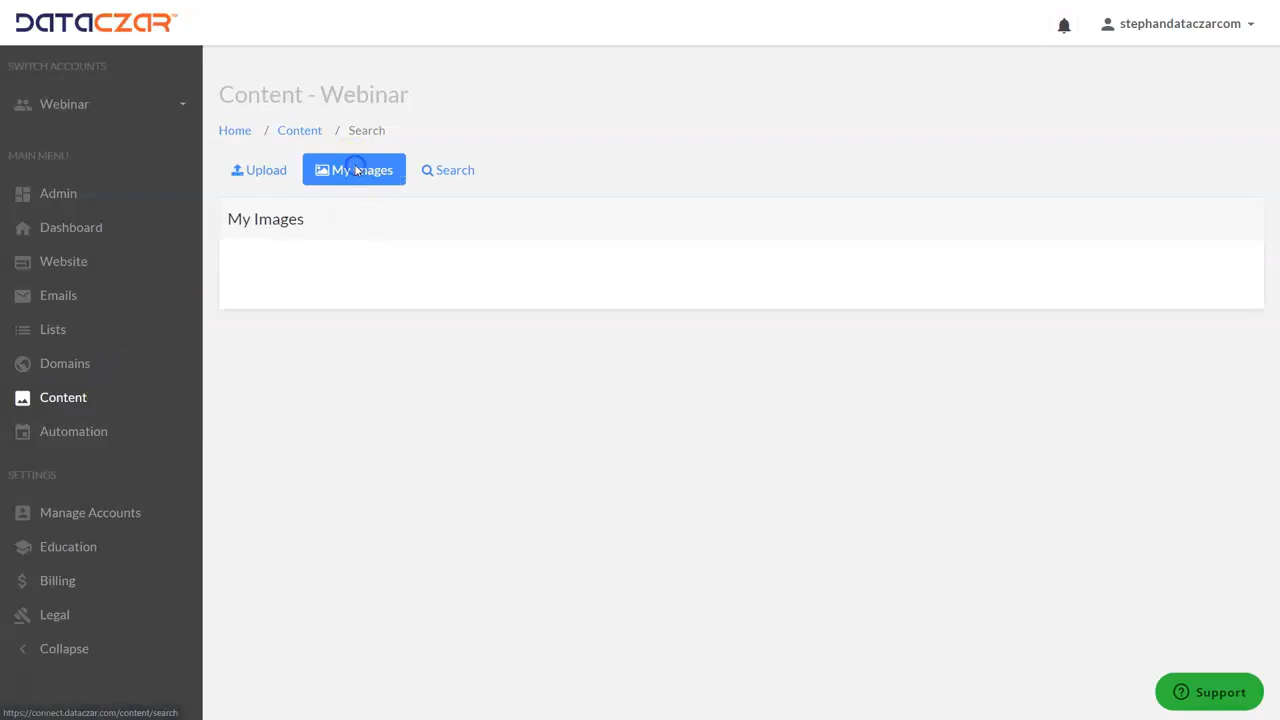 DATACZAR™
stephandataczarcom
SWITCH ACCOUNTS
Webinar
MAIN MENU
Admin
Dashboard
Website
Emails
Lists
Domains
Content
Automation
SETTINGS
Manage Accounts
Education
Billing
Legal
Collapse
Content - Webinar
Home / Content / Search
Upload My Images Search
My Images
Support
https://connect.dataczar.com/content/search